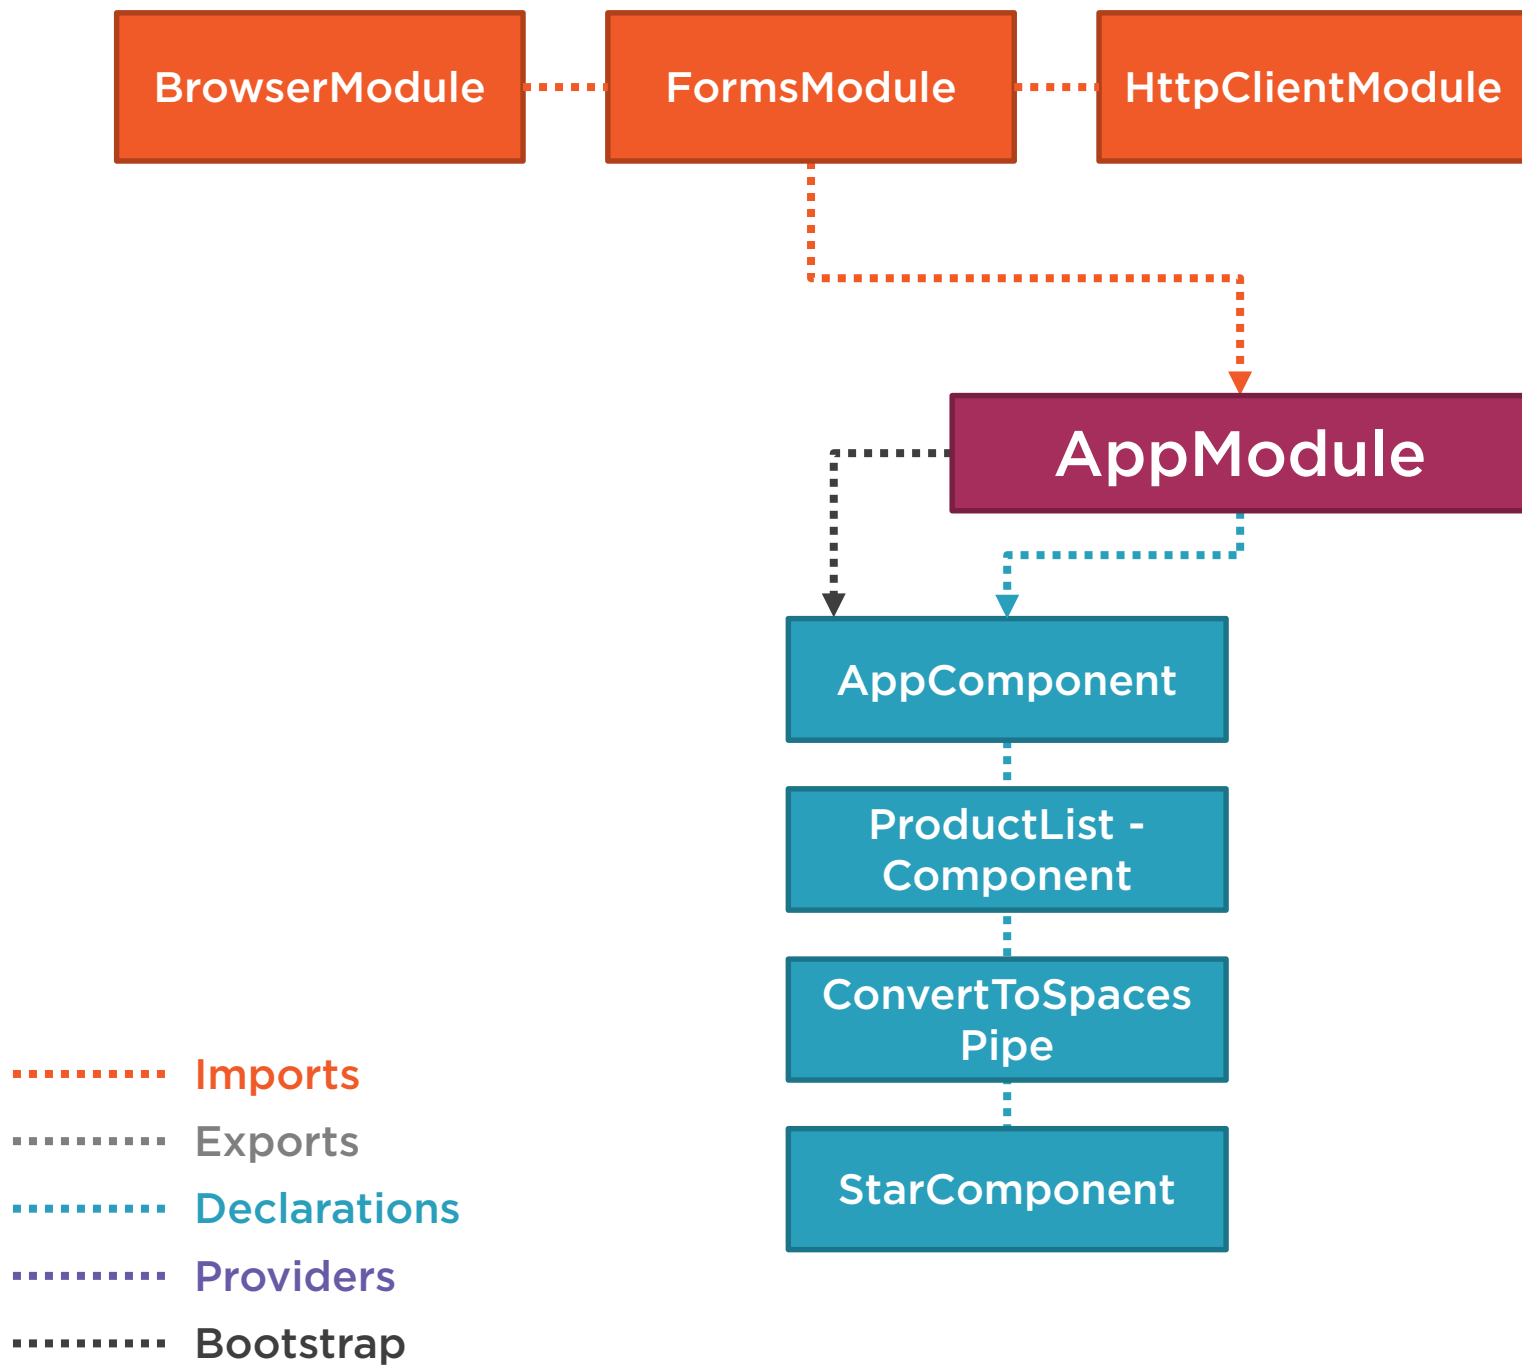 BrowserModule
FormsModule
HttpClientModule
AppModule
AppComponent
ProductList -
Component
ConvertToSpaces
Pipe
StarComponent
Imports
Exports
Declarations
Providers
Bootstrap